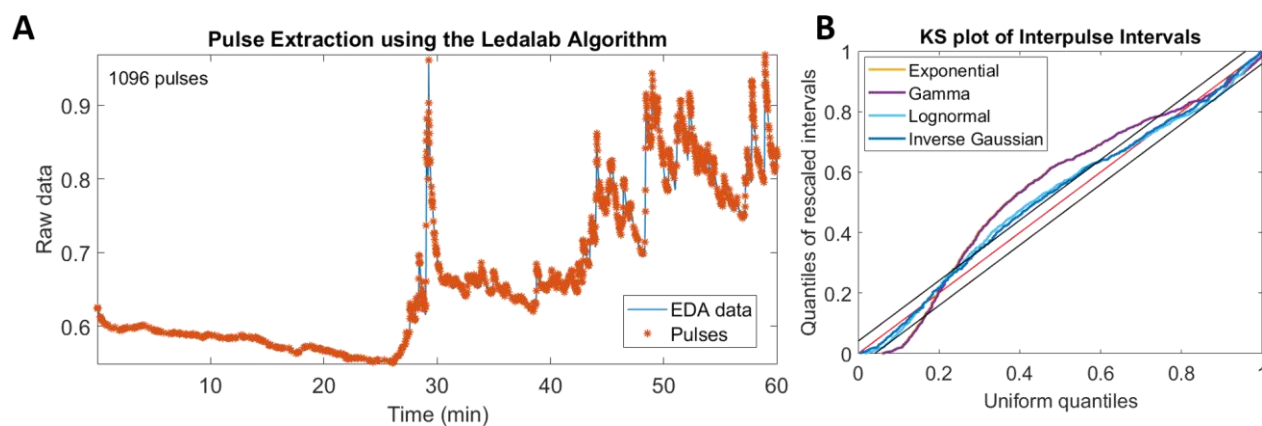 A
Pulse Extraction using the Ledalab Algorithm
1096 pulses
0.9
0.8
0.7
0.6
Raw data
EDA data
Pulses
10
20
30
40
50
60
Time (min)
B
KS plot of Interpulse Intervals
1
0.8
0.6
0.4
0.2
0
Quantiles of rescaled intervals
Exponential
Gamma
Lognormal
Inverse Gaussian
0
0.2
0.4
0.6
0.8
1
Uniform quantiles